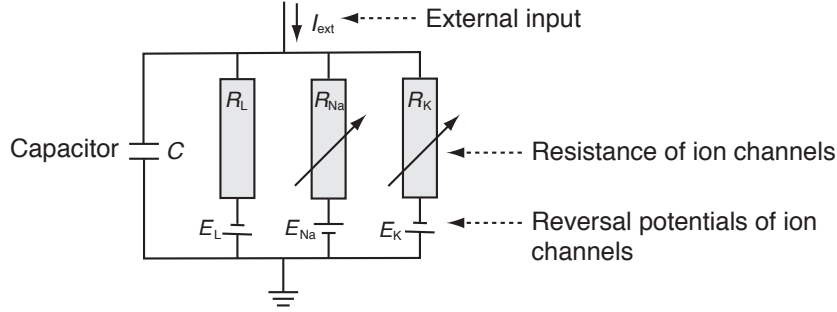 I_ext External input
R_L R_Na R_K
Capacitor C
Resistance of ion channels
E_L E_Na E_K
Reversal potentials of ion
channels